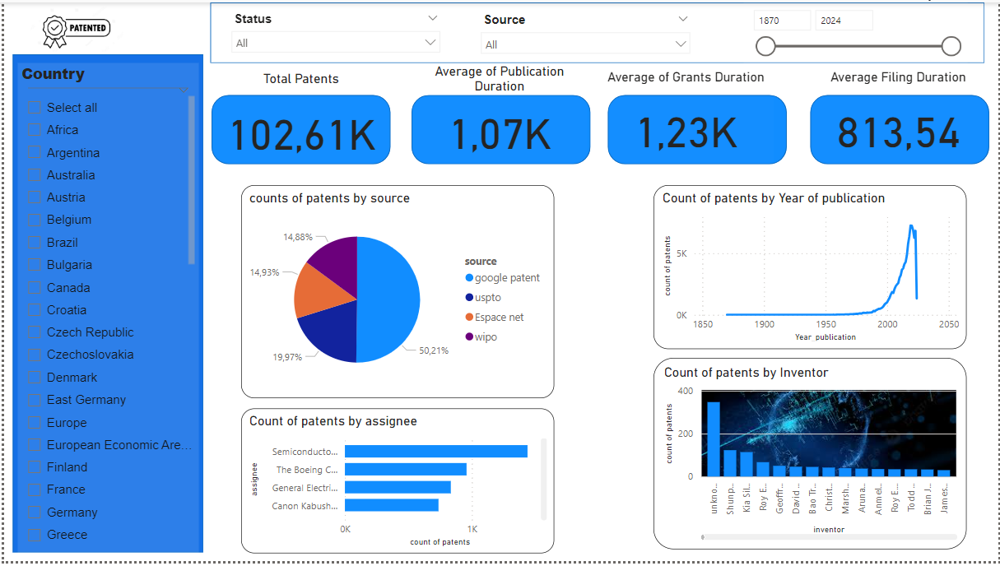 PATENTED
Status
All
Source
All
1870
2024
Country
Select all
Africa
Argentina
Australia
Austria
Belgium
Brazil
Bulgaria
Canada
Croatia
Czech Republic
Czechoslovakia
Denmark
East Germany
Europe
European Economic Are...
Finland
France
Germany
Greece
Total Patents
102,61K
Average of Publication
Duration
1,07K
Average of Grants Duration
1,23K
Average Filing Duration
813,54
counts of patents by source
14,88%
14,93%
19,97%
50,21%
source
google patent
uspto
Espace net
wipo
Count of patents by Year of publication
count of patents
5K
0K
1850
1900
1950
2000
2050
Year publication
Count of patents by assignee
assignee
Semiconducto...
The Boeing C...
General Electri...
Canon Kabush...
0K
1K
count of patents
Count of patents by Inventor
count of patents
400
200
0
unkno...
Shunp...
Kia Sil...
Roy E...
Geoffr...
David ...
Bao Tr...
Christ...
Marsh...
Aruna...
Anmel...
Roy E...
Todd ...
Brian J...
James...
inventor